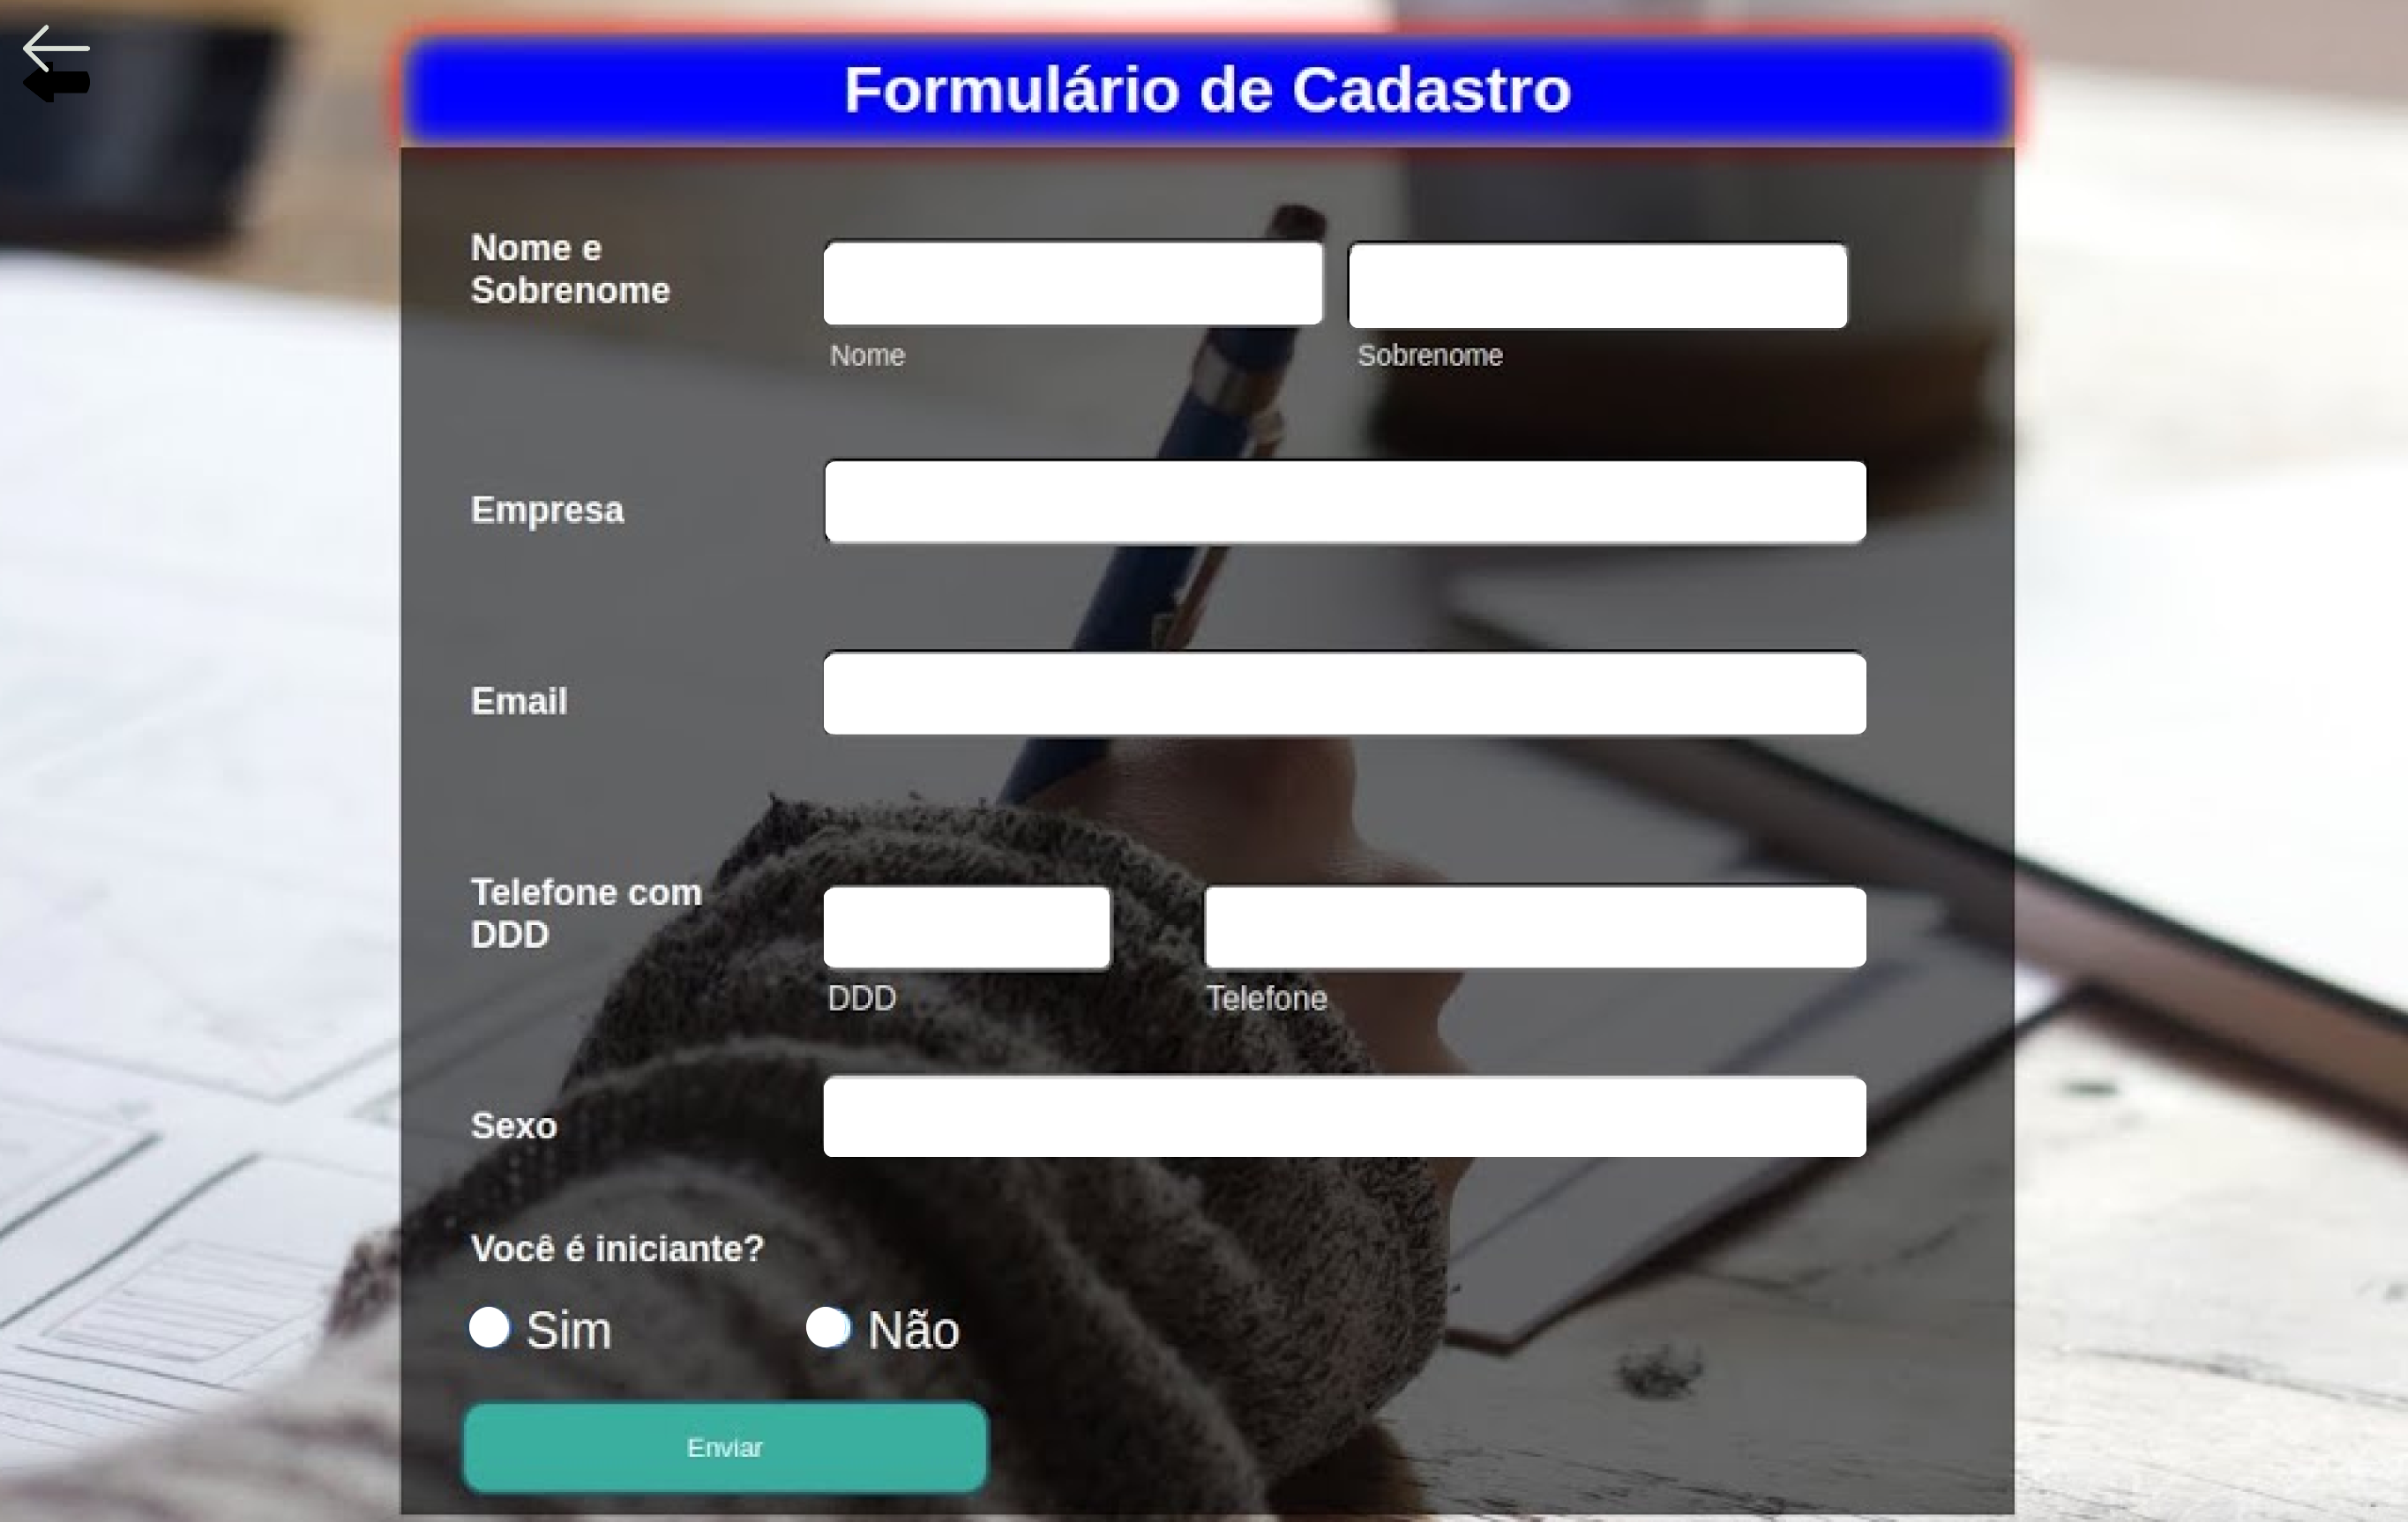 Formulário de Cadastro
Nome e
Sobrenome
Nome
Sobrenome
Empresa
Email
Telefone com
DDD
DDD
Telefone
Sexo
Você é iniciante?
Sim
Não
Enviar